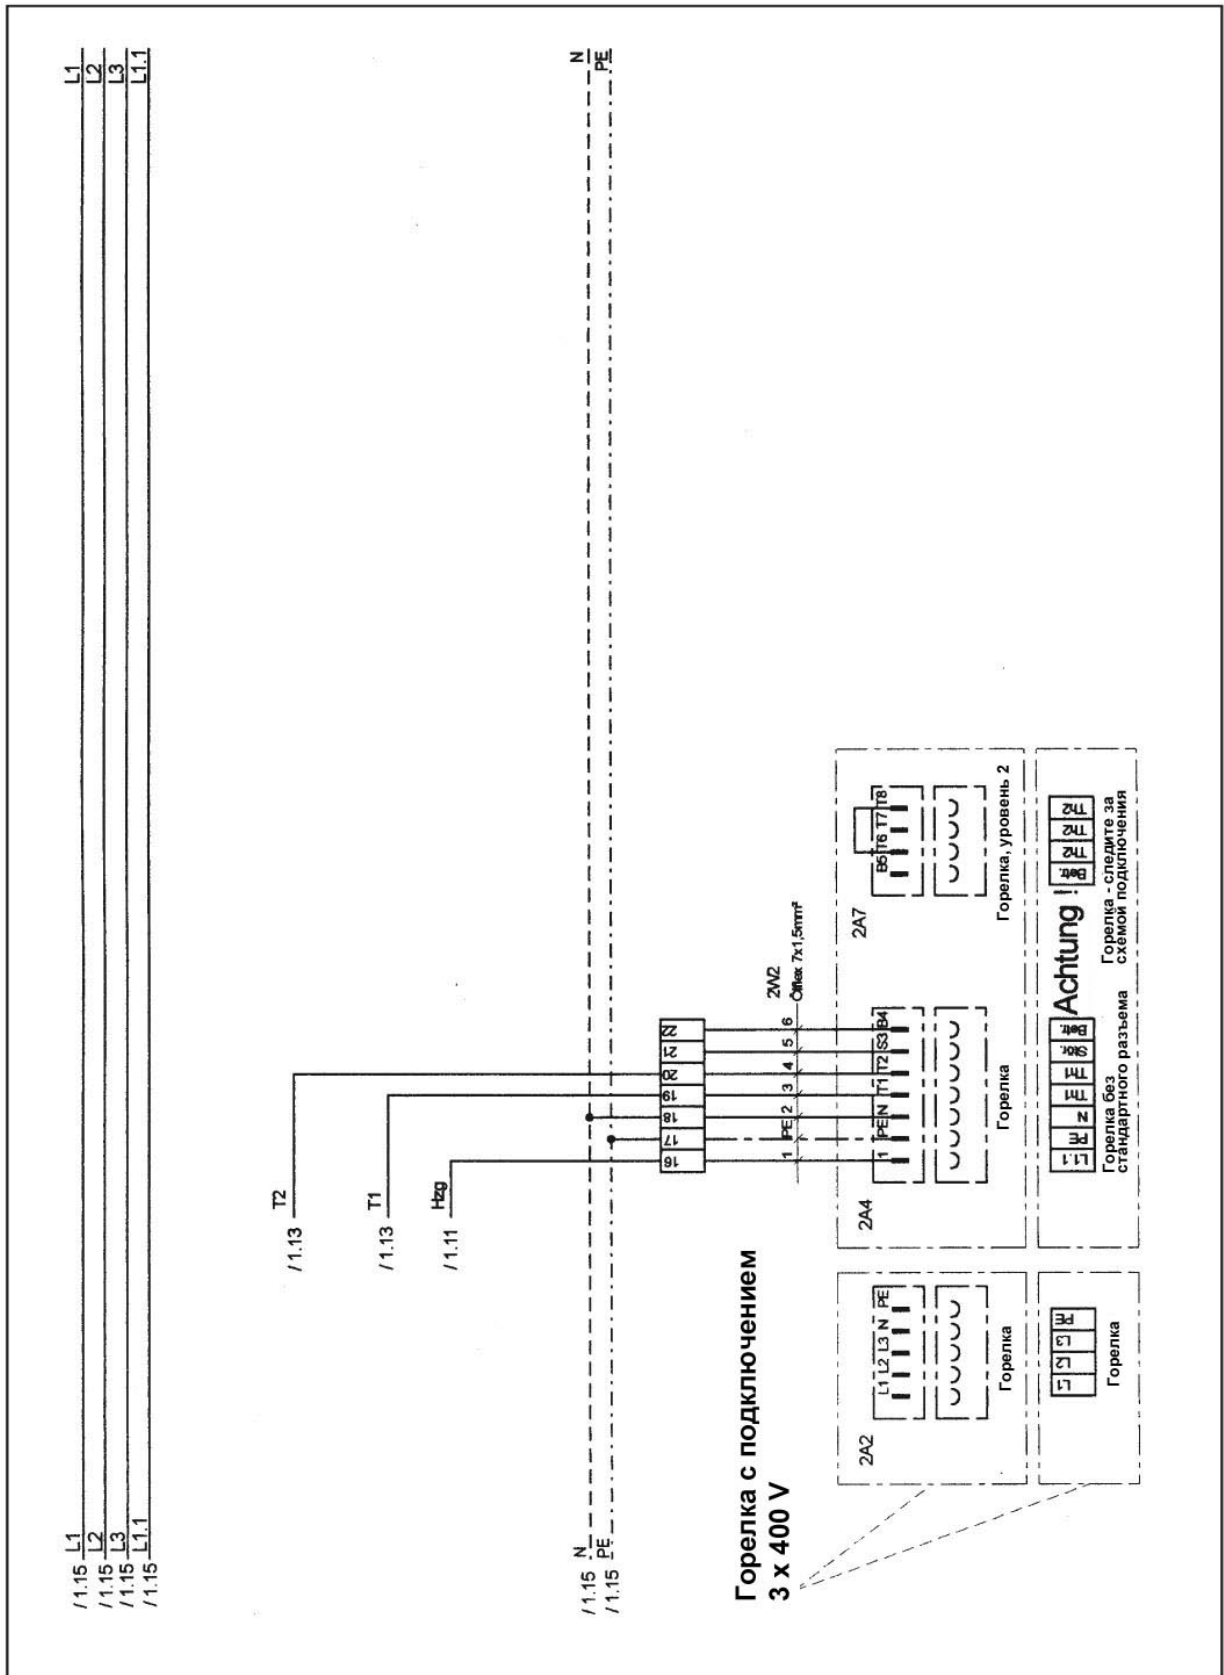 / 1.15 L1
L1
/ 1.15 L2
L2
/ 1.15 L3
L3
/ 1.15 L1.1
L1.1
T2
/ 1.13
T1
/ 1.13
Hzg
/ 1.11
/ 1.15 N
N
/ 1.15 PE
PE
16 17 18 19 20 21 22
2W2
Ölflex 7x1,5mm²
1 PE 2 3 4 5 6
Горелка с подключением
3 x 400 V
2A2
L1 L2 L3 N PE
Горелка
2A4
1 PE N T1 T2 S3 B4
Горелка
2A7
B5 T6 T7 T8
Горелка, уровень 2
L1 L2 L3 PE
Горелка
L1.1 PE N Th1 Th1 Stör. Betr.
Горелка без
стандартного разъема
Achtung !
Betr. Th2 Th2 Th2
Горелка - следите за
схемой подключения